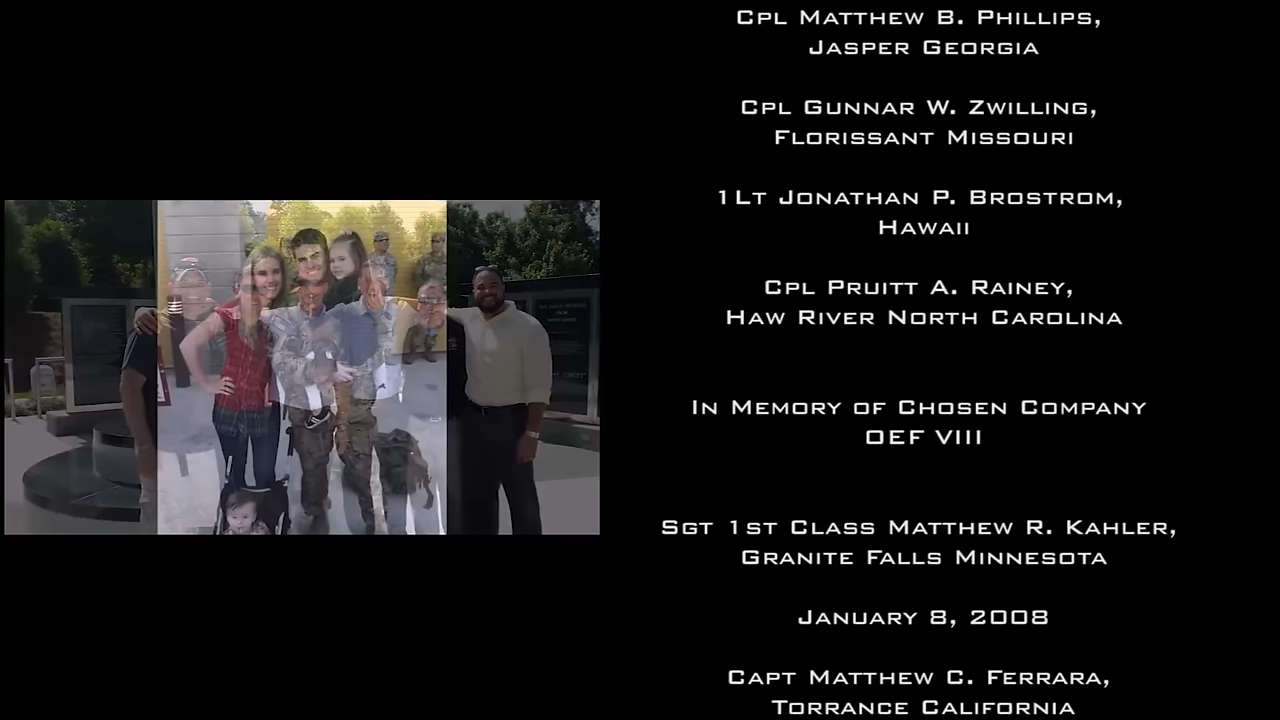 Cpl Matthew B. Phillips,
Jasper Georgia
Cpl Gunnar W. Zwilling,
Florissant Missouri
1Lt Jonathan P. Brostrom,
Hawaii
Cpl Pruitt A. Rainey,
Haw River North Carolina
In Memory of Chosen Company
OEF VIII
Sgt 1st Class Matthew R. Kahler,
Granite Falls Minnesota
January 8, 2008
Capt Matthew C. Ferrara,
Torrance California